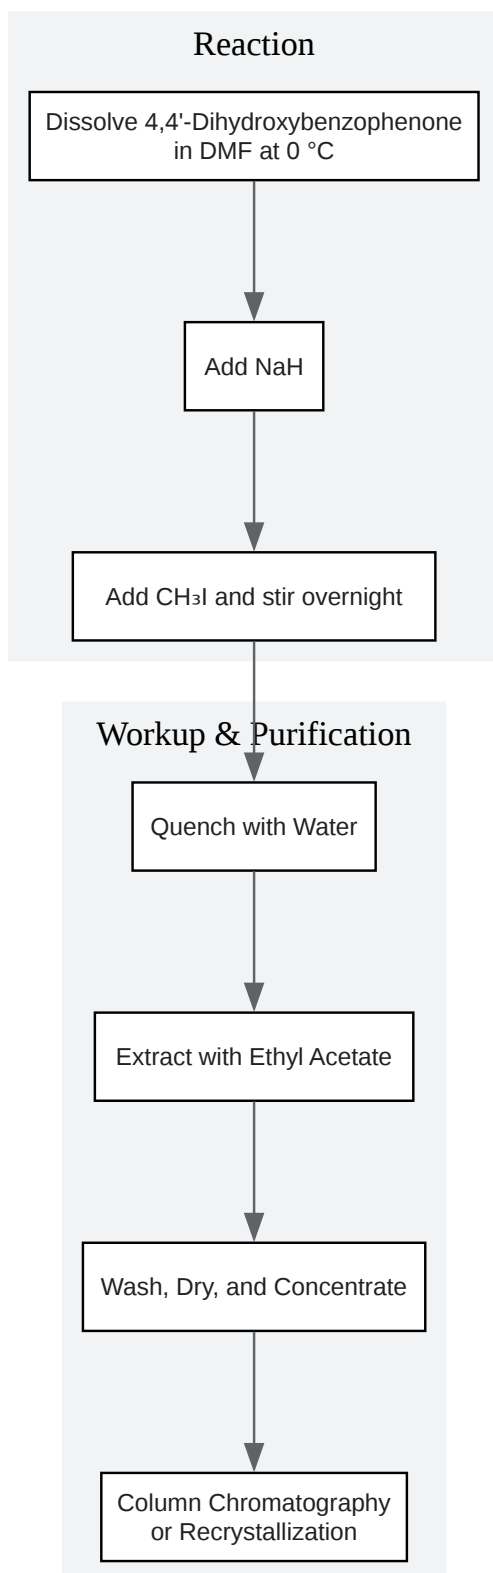 Reaction
Dissolve 4,4'-Dihydroxybenzophenone
in DMF at 0 °C
Add NaH
Add CH₃I and stir overnight
Workup & Purification
Quench with Water
Extract with Ethyl Acetate
Wash, Dry, and Concentrate
Column Chromatography
or Recrystallization